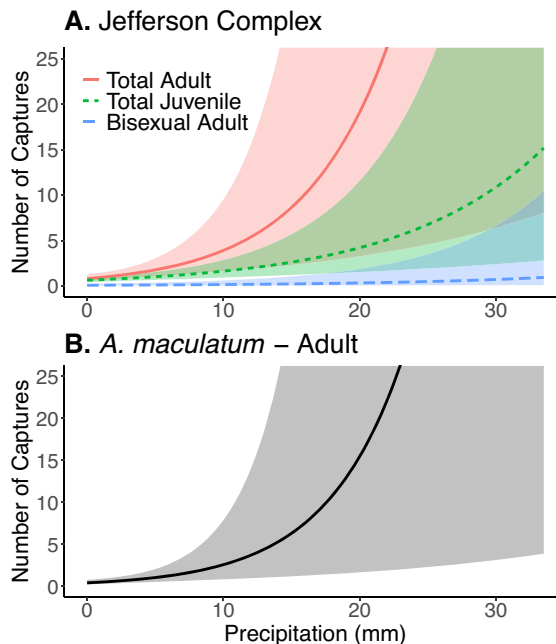 A. Jefferson Complex
Number of Captures
25
20
15
10
5
0
Total Adult
Total Juvenile
Bisexual Adult
0 10 20 30
B. A. maculatum – Adult
Number of Captures
25
20
15
10
5
0
0 10 20 30
Precipitation (mm)